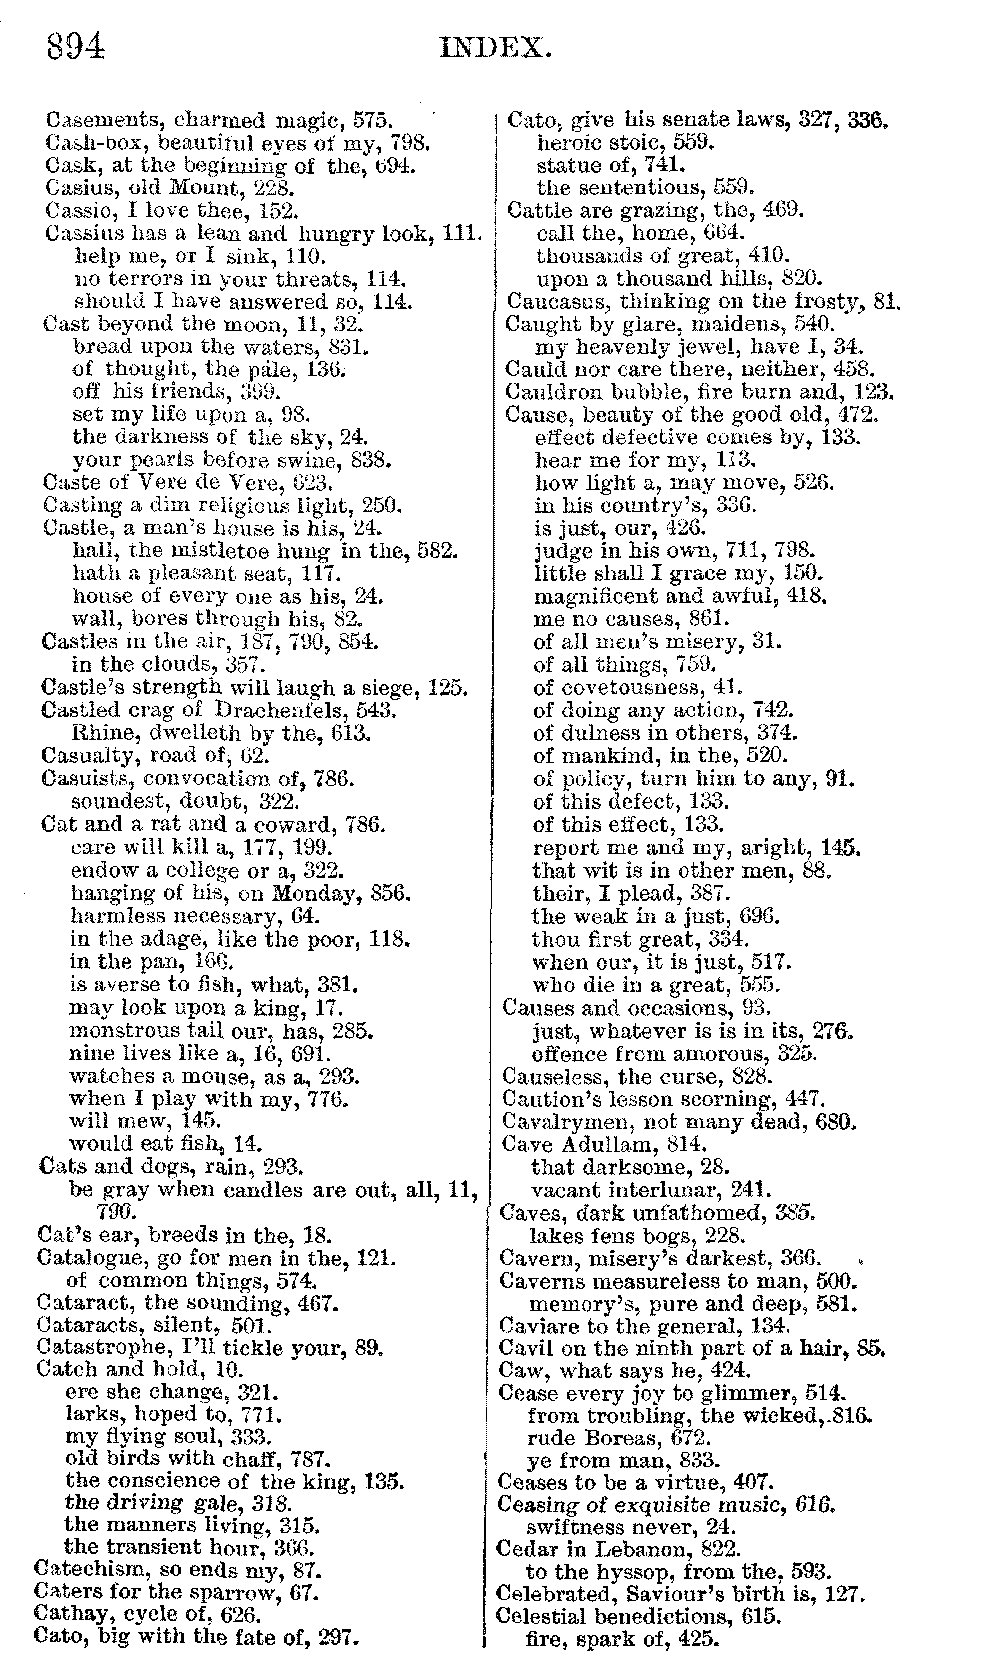 894
INDEX.
Casements, charmed magic, 575.
Cash-box, beautiful eyes of my, 798.
Cask, at the beginning of the, 694.
Casius, old Mount, 228.
Cassio, I love thee, 152.
Cassius has a lean and hungry look, 111.
help me, or I sink, 110.
no terrors in your threats, 114.
should I have answered so, 114.
Cast beyond the moon, 11, 32.
bread upon the waters, 831.
of thought, the pale, 136.
off his friends, 399.
set my life upon a, 98.
the darkness of the sky, 24.
your pearls before swine, 838.
Caste of Vere de Vere, 623.
Casting a dim religious light, 250.
Castle, a man's house is his, 24.
hall, the mistletoe hung in the, 582.
hath a pleasant seat, 117.
house of every one as his, 24.
wall, bores through his, 82.
Castles in the air, 187, 790, 854.
in the clouds, 357.
Castle's strength will laugh a siege, 125.
Castled crag of Drachenfels, 543.
Rhine, dwelleth by the, 613.
Casualty, road of, 62.
Casuists, convocation of, 786.
soundest, doubt, 322.
Cat and a rat and a coward, 786.
care will kill a, 177, 199.
endow a college or a, 322.
hanging of his, on Monday, 856.
harmless necessary, 64.
in the adage, like the poor, 118.
in the pan, 166.
is averse to fish, what, 381.
may look upon a king, 17.
monstrous tail our, has, 285.
nine lives like a, 16, 691.
watches a mouse, as a, 293.
when I play with my, 776.
will mew, 145.
would eat fish, 14.
Cats and dogs, rain, 293.
be gray when candles are out, all, 11,
790.
Cat's ear, breeds in the, 18.
Catalogue, go for men in the, 121.
of common things, 574.
Cataract, the sounding, 467.
Cataracts, silent, 501.
Catastrophe, I'll tickle your, 89.
Catch and hold, 10.
ere she change, 321.
larks, hoped to, 771.
my flying soul, 333.
old birds with chaff, 787.
the conscience of the king, 135.
the driving gale, 318.
the manners living, 315.
the transient hour, 366.
Catechism, so ends my, 87.
Caters for the sparrow, 67.
Cathay, cycle of, 626.
Cato, big with the fate of, 297.
Cato, give his senate laws, 327, 336.
heroic stoic, 559.
statue of, 741.
the sententious, 559.
Cattle are grazing, the, 469.
call the, home, 664.
thousands of great, 410.
upon a thousand hills, 820.
Caucasus, thinking on the frosty, 81.
Caught by glare, maidens, 540.
my heavenly jewel, have I, 34.
Cauld nor care there, neither, 458.
Cauldron bubble, fire burn and, 123.
Cause, beauty of the good old, 472.
effect defective comes by, 133.
hear me for my, 113.
how light a, may move, 526.
in his country's, 336.
is just, our, 426.
judge in his own, 711, 798.
little shall I grace my, 150.
magnificent and awful, 418.
me no causes, 861.
of all men's misery, 31.
of all things, 759.
of covetousness, 41.
of doing any action, 742.
of dulness in others, 374.
of mankind, in the, 520.
of policy, turn him to any, 91.
of this defect, 133.
of this effect, 133.
report me and my, aright, 145.
that wit is in other men, 88.
their, I plead, 387.
the weak in a just, 696.
thou first great, 334.
when our, it is just, 517.
who die in a great, 555.
Causes and occasions, 93.
just, whatever is is in its, 276.
offence from amorous, 325.
Causeless, the curse, 828.
Caution's lesson scorning, 447.
Cavalrymen, not many dead, 680.
Cave Adullam, 814.
that darksome, 28.
vacant interlunar, 241.
Caves, dark unfathomed, 385.
lakes fens bogs, 228.
Cavern, misery's darkest, 366.
Caverns measureless to man, 500.
memory's, pure and deep, 581.
Caviare to the general, 134.
Cavil on the ninth part of a hair, 85.
Caw, what says he, 424.
Cease every joy to glimmer, 514.
from troubling, the wicked, 816.
rude Boreas, 672.
ye from man, 833.
Ceases to be a virtue, 407.
Ceasing of exquisite music, 616.
swiftness never, 24.
Cedar in Lebanon, 822.
to the hyssop, from the, 593.
Celebrated, Saviour's birth is, 127.
Celestial benedictions, 615.
fire, spark of, 425.